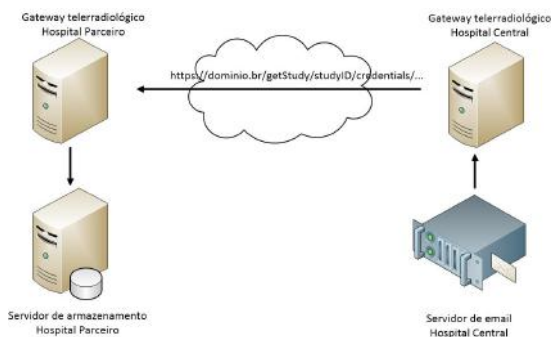 Gateway telerradiológico
Hospital Parceiro
Gateway telerradiológico
Hospital Central
https://dominio.br/getStudy/studyID/credentials/...
Servidor de armazenamento
Hospital Parceiro
Servidor de email
Hospital Central